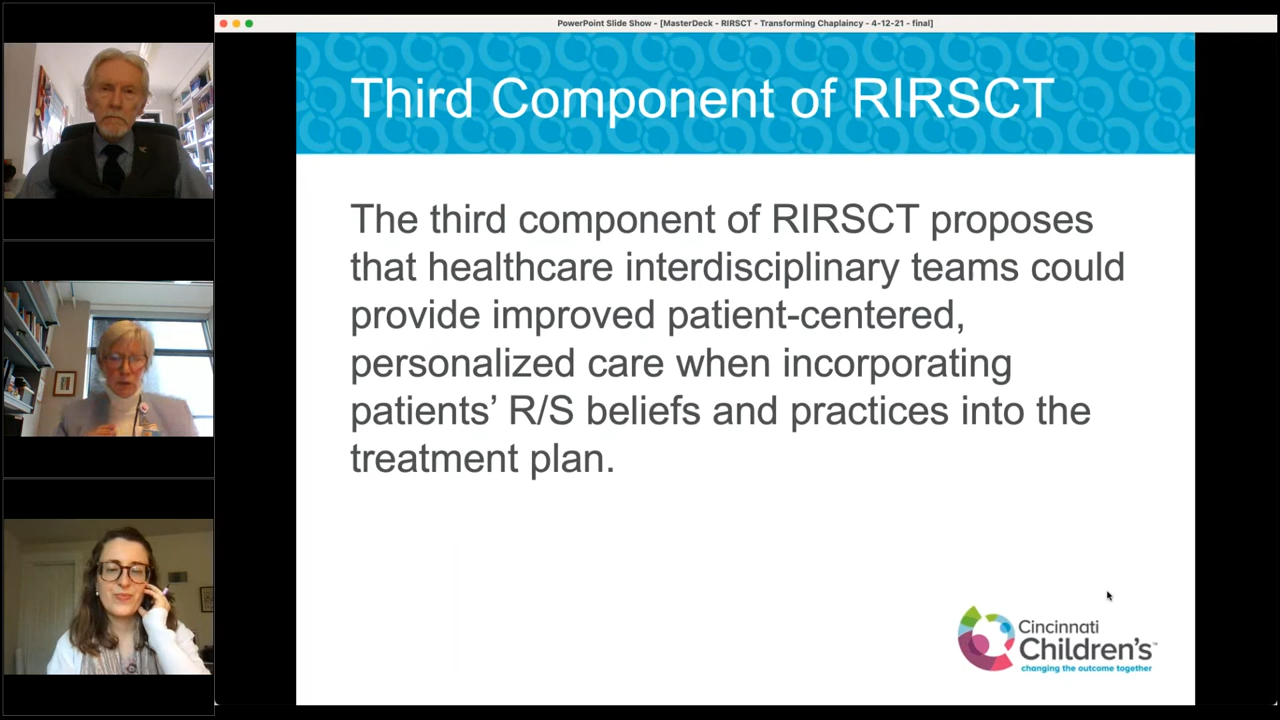 PowerPoint Slide Show - [MasterDeck - RIRSCT - Transforming Chaplaincy - 4-12-21 - final]
Third Component of RIRSCT
The third component of RIRSCT proposes
that healthcare interdisciplinary teams could
provide improved patient-centered,
personalized care when incorporating
patients’ R/S beliefs and practices into the
treatment plan.
Cincinnati
Children's™
changing the outcome together